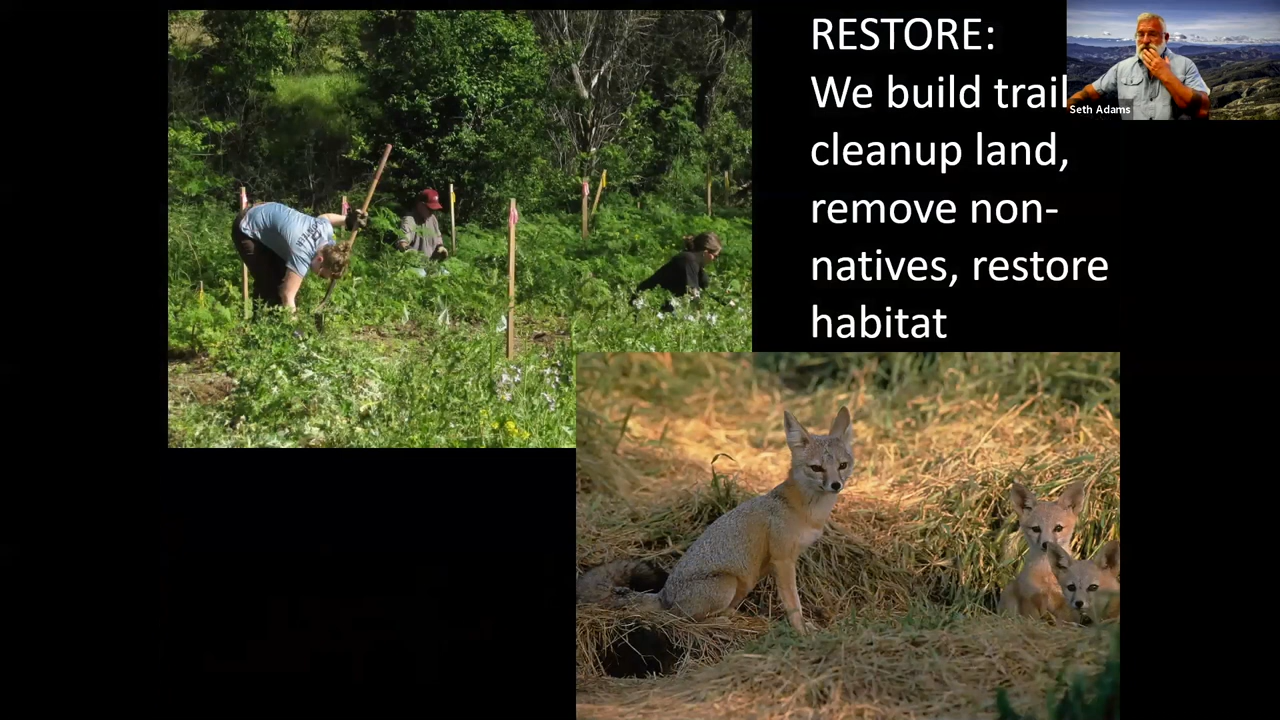 RESTORE:
We build trail
cleanup land,
remove non-
natives, restore
habitat
Seth Adams